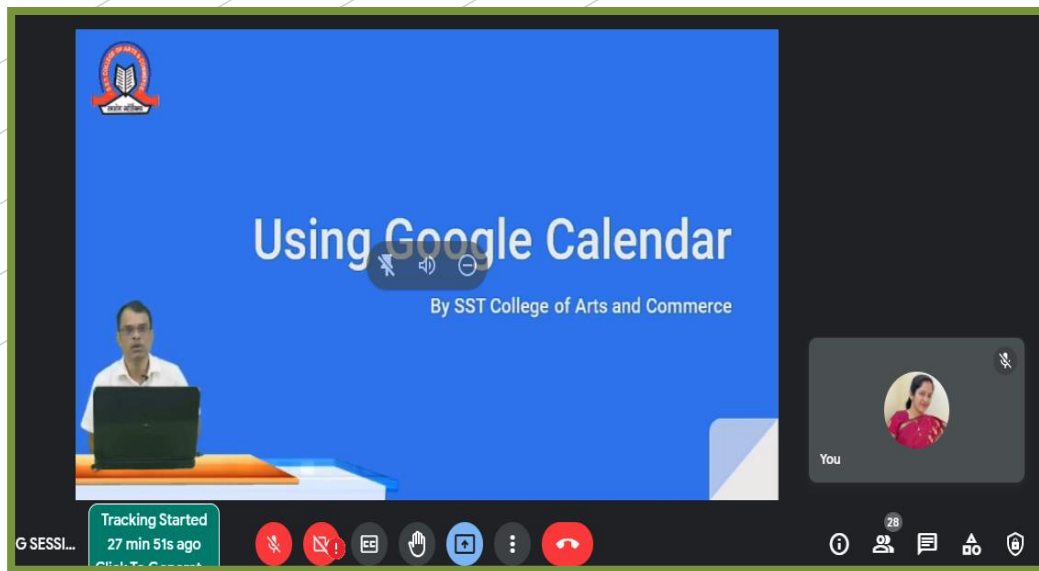 Using Google Calendar
By SST College of Arts and Commerce
You
28
G SESSI...
Tracking Started
27 min 51s ago
CC